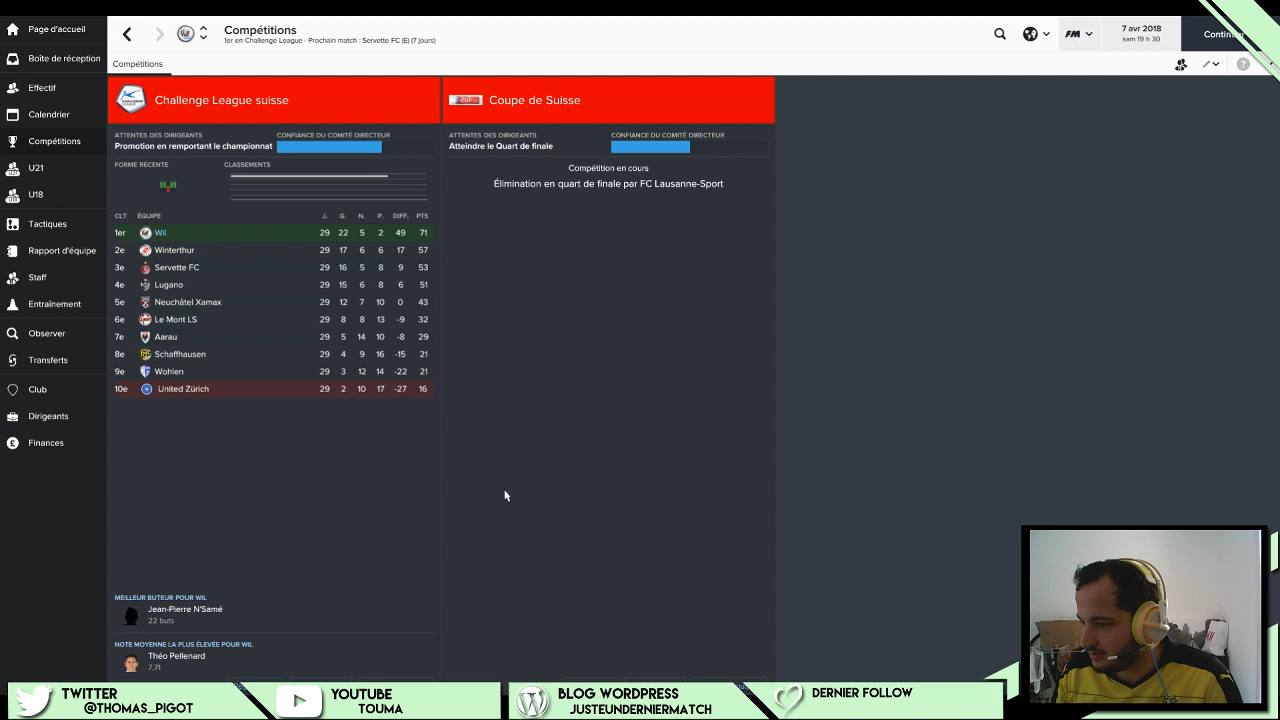 Page d'accueil
Boîte de réception
Effectif
Calendrier
Compétitions
U21
U18
Tactiques
Rapport d'équipe
Staff
Entraînement
Observer
Transferts
Club
Dirigeants
Finances
Compétitions
1er en Challenge League - Prochain match : Servette FC (E) (7 jours)
FM
7 avr 2018
sam 19 h 30
Compétitions
Challenge League suisse
ATTENTES DES DIRIGEANTS CONFIANCE DU COMITÉ DIRECTEUR
Promotion en remportant le championnat
FORME RÉCENTE CLASSEMENTS
CLT ÉQUIPE J. G. N. P. DIFF. PTS
1er Wil 29 22 5 2 49 71
2e Winterthur 29 17 6 6 17 57
3e Servette FC 29 16 5 8 9 53
4e Lugano 29 15 6 8 6 51
5e Neuchâtel Xamax 29 12 7 10 0 43
6e Le Mont LS 29 8 8 13 -9 32
7e Aarau 29 5 14 10 -8 29
8e Schaffhausen 29 4 9 16 -15 21
9e Wohlen 29 3 12 14 -22 21
10e United Zürich 29 2 10 17 -27 16
MEILLEUR BUTEUR POUR WIL
Jean-Pierre N'Samé
22 buts
NOTE MOYENNE LA PLUS ÉLEVÉE POUR WIL
Théo Pellenard
7.71
Coupe de Suisse
ATTENTES DES DIRIGEANTS CONFIANCE DU COMITÉ DIRECTEUR
Atteindre le Quart de finale
Compétition en cours
Élimination en quart de finale par FC Lausanne-Sport
TWITTER
@THOMAS_PIGOT
YOUTUBE
TOUMA
BLOG WORDPRESS
JUSTEUNDERNIERMATCH
DERNIER FOLLOW